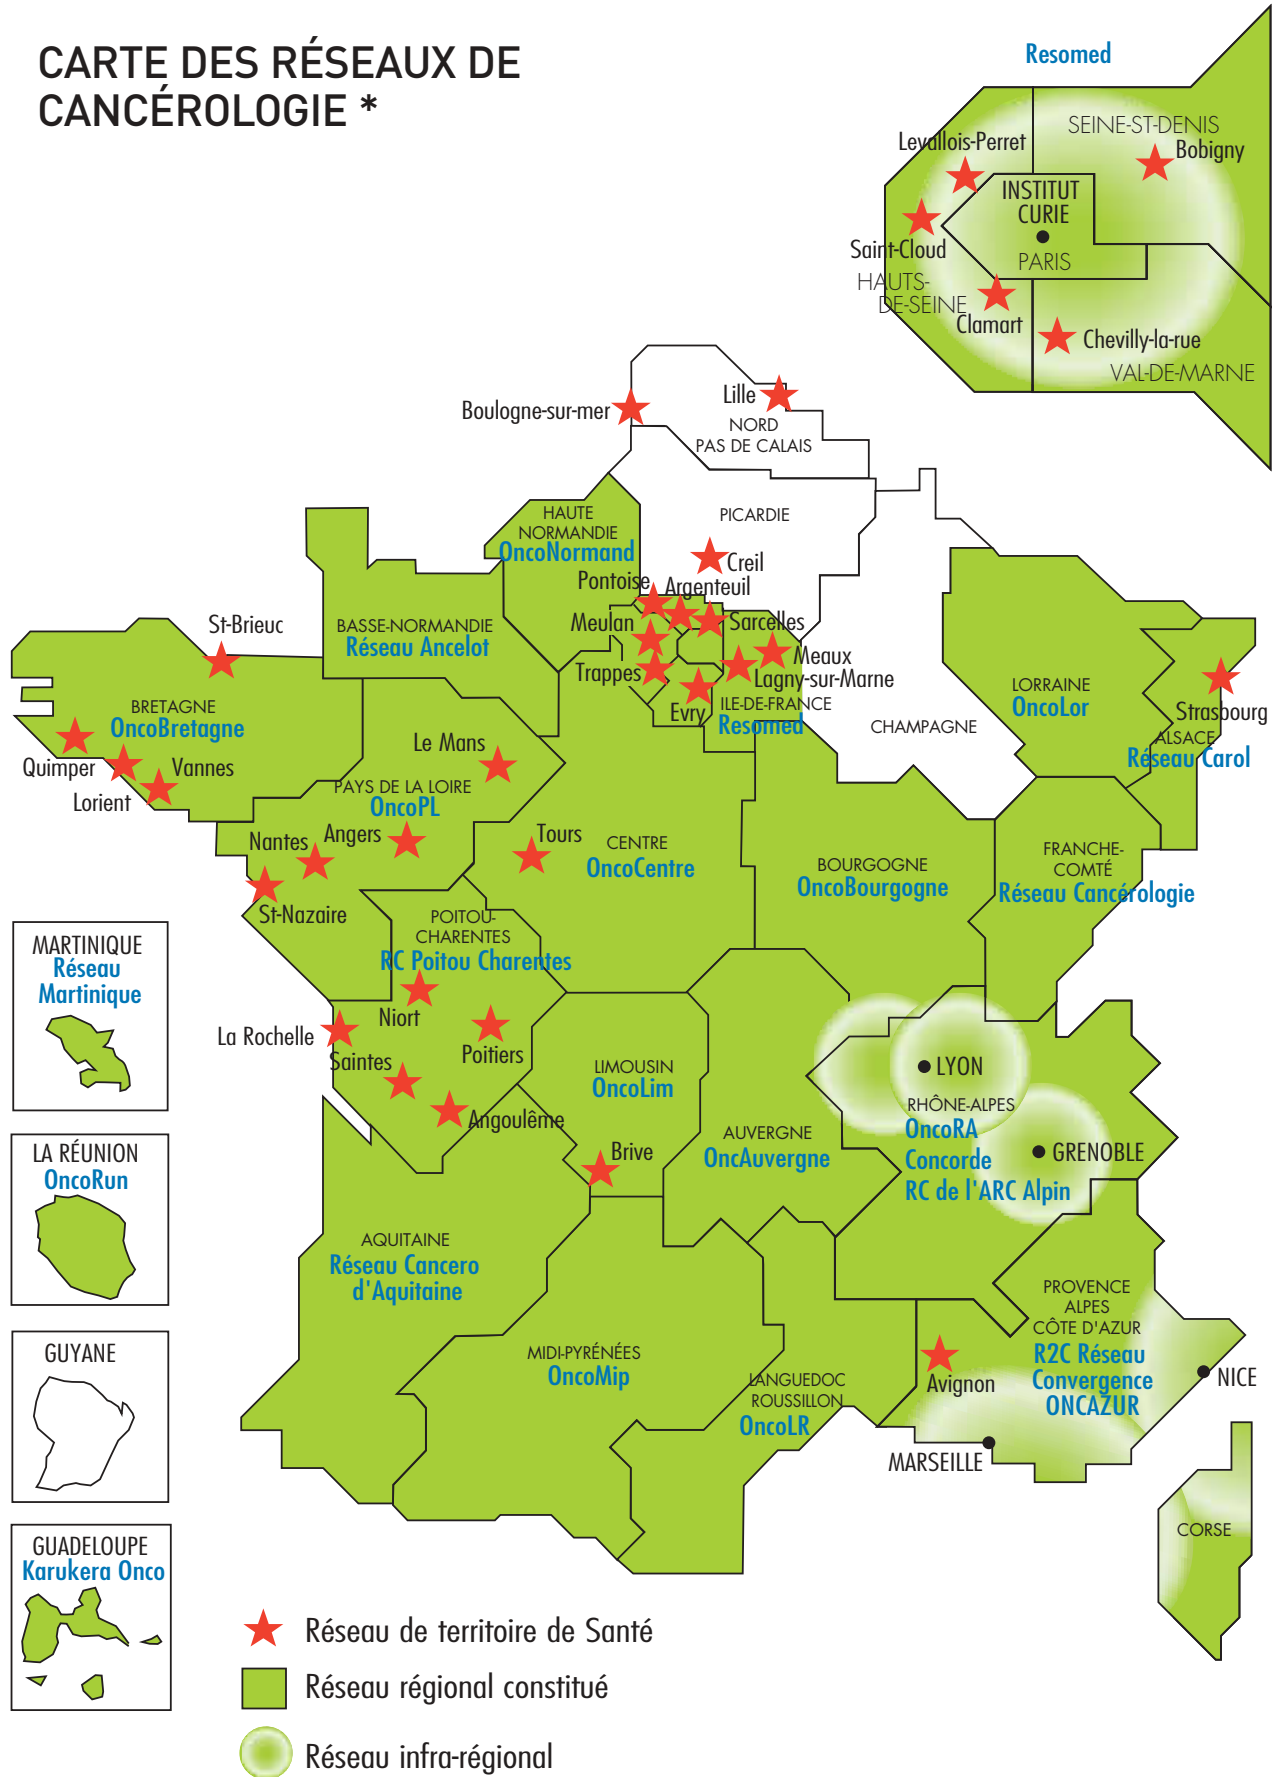 CARTE DES RÉSEAUX DE
CANCÉROLOGIE *
Resomed
SEINE-ST-DENIS
Levallois-Perret
Bobigny
INSTITUT
CURIE
Saint-Cloud
PARIS
HAUTS-
DE-SEINE
Clamart
Chevilly-la-rue
VAL-DE-MARNE
Boulogne-sur-mer
Lille
NORD
PAS DE CALAIS
HAUTE
NORMANDIE
OncoNormand
PICARDIE
Creil
Pontoise
Argenteuil
Meulan
Sarcelles
Trappes
Meaux
Lagny-sur-Marne
Evry
ILE-DE-FRANCE
Resomed
CHAMPAGNE
LORRAINE
OncoLor
Strasbourg
ALSACE
Réseau Carol
St-Brieuc
BASSE-NORMANDIE
Réseau Ancelot
BRETAGNE
OncoBretagne
Quimper
Vannes
Lorient
Le Mans
PAYS DE LA LOIRE
OncoPL
Nantes
Angers
St-Nazaire
Tours
CENTRE
OncoCentre
BOURGOGNE
OncoBourgogne
FRANCHE-
COMTÉ
Réseau Cancérologie
POITOU-
CHARENTES
RC Poitou Charentes
Niort
La Rochelle
Saintes
Poitiers
Angoulême
LIMOUSIN
OncoLim
Brive
AUVERGNE
OncAuvergne
LYON
RHÔNE-ALPES
OncoRA
Concorde
RC de l'ARC Alpin
GRENOBLE
AQUITAINE
Réseau Cancero
d'Aquitaine
MIDI-PYRÉNÉES
OncoMip
LANGUEDOC
ROUSSILLON
OncoLR
PROVENCE
ALPES
CÔTE D'AZUR
R2C Réseau
Convergence
ONCAZUR
Avignon
NICE
MARSEILLE
CORSE
MARTINIQUE
Réseau
Martinique
LA RÉUNION
OncoRun
GUYANE
GUADELOUPE
Karukera Onco
Réseau de territoire de Santé
Réseau régional constitué
Réseau infra-régional